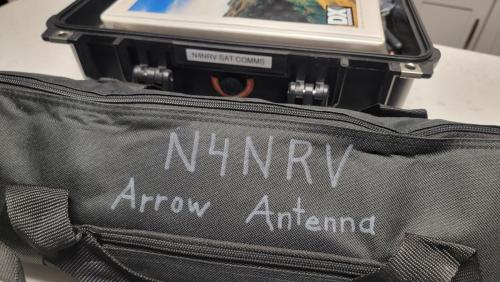 N4NRV SAT COMMS
N4NRV
Arrow Antenna